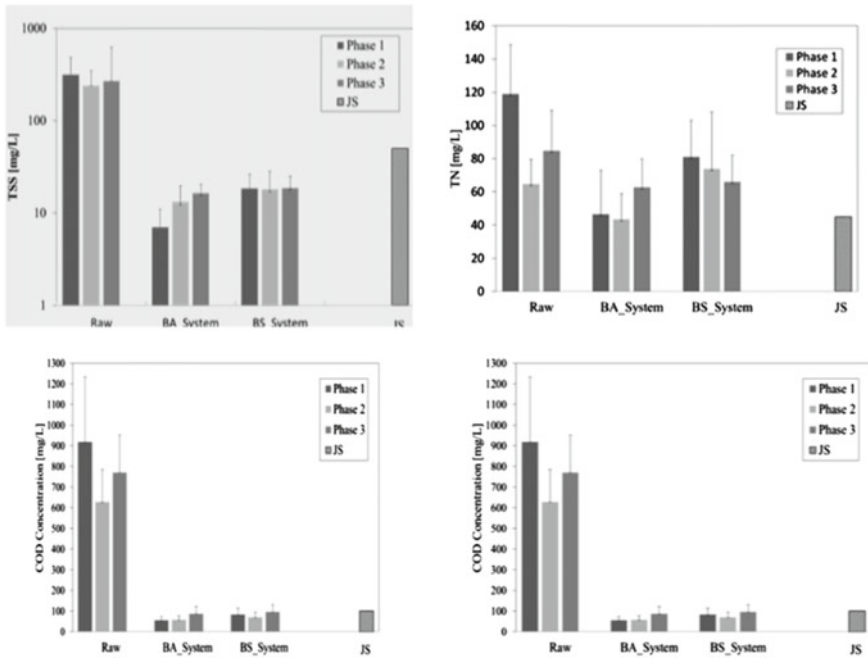 TSS [mg/L]
1000
100
10
1
Phase 1
Phase 2
Phase 3
JS
Raw
BA_System
BS_System
JS
TN [mg/L]
160
140
120
100
80
60
40
20
0
Phase 1
Phase 2
Phase 3
JS
Raw
BA_System
BS_System
JS
COD Concentration [mg/L]
1300
1200
1100
1000
900
800
700
600
500
400
300
200
100
0
Phase 1
Phase 2
Phase 3
JS
Raw
BA_System
BS_System
JS
COD Concentration [mg/L]
1300
1200
1100
1000
900
800
700
600
500
400
300
200
100
0
Phase 1
Phase 2
Phase 3
JS
Raw
BA_System
BS_System
JS